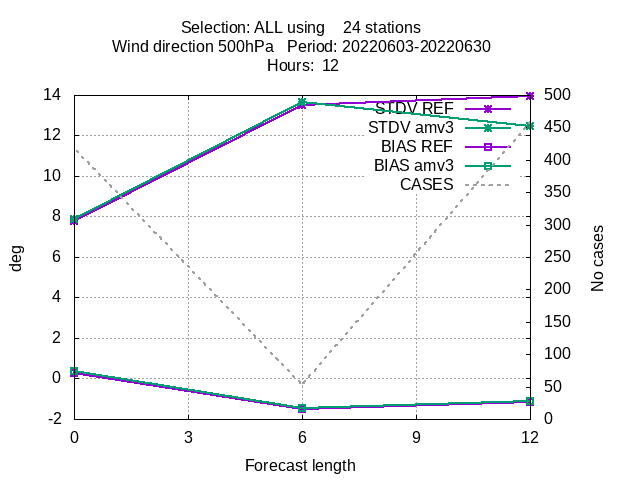 Selection: ALL using    24 stations
Wind direction 500hPa   Period: 20220603-20220630
Hours:  12
14
12
10
8
6
4
2
0
-2
500
450
400
350
300
250
200
150
100
50
0
STDV REF
STDV amv3
BIAS REF
BIAS amv3
CASES
deg
No cases
0 3 6 9 12
Forecast length